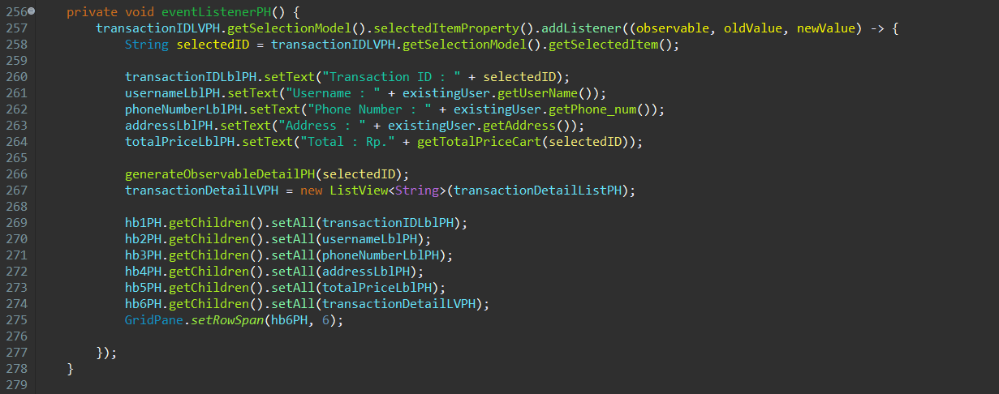 256 private void eventListenerPH() {
257 transactionIDLVPH.getSelectionModel().selectedItemProperty().addListener((observable, oldValue, newValue) -> {
258 String selectedID = transactionIDLVPH.getSelectionModel().getSelectedItem();
259
260 transactionIDLblPH.setText("Transaction ID : " + selectedID);
261 usernameLblPH.setText("Username : " + existingUser.getUserName());
262 phoneNumberLblPH.setText("Phone Number : " + existingUser.getPhone_num());
263 addressLblPH.setText("Address : " + existingUser.getAddress());
264 totalPriceLblPH.setText("Total : Rp." + getTotalPriceCart(selectedID));
265
266 generateObservableDetailPH(selectedID);
267 transactionDetailLVPH = new ListView<String>(transactionDetailListPH);
268
269 hb1PH.getChildren().setAll(transactionIDLblPH);
270 hb2PH.getChildren().setAll(usernameLblPH);
271 hb3PH.getChildren().setAll(phoneNumberLblPH);
272 hb4PH.getChildren().setAll(addressLblPH);
273 hb5PH.getChildren().setAll(totalPriceLblPH);
274 hb6PH.getChildren().setAll(transactionDetailLVPH);
275 GridPane.setRowSpan(hb6PH, 6);
276
277 });
278 }
279